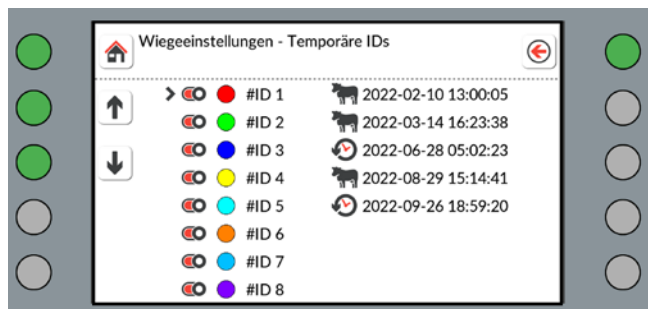 Wiegeeinstellungen - Temporäre IDs
#ID 1 2022-02-10 13:00:05
#ID 2 2022-03-14 16:23:38
#ID 3 2022-06-28 05:02:23
#ID 4 2022-08-29 15:14:41
#ID 5 2022-09-26 18:59:20
#ID 6
#ID 7
#ID 8